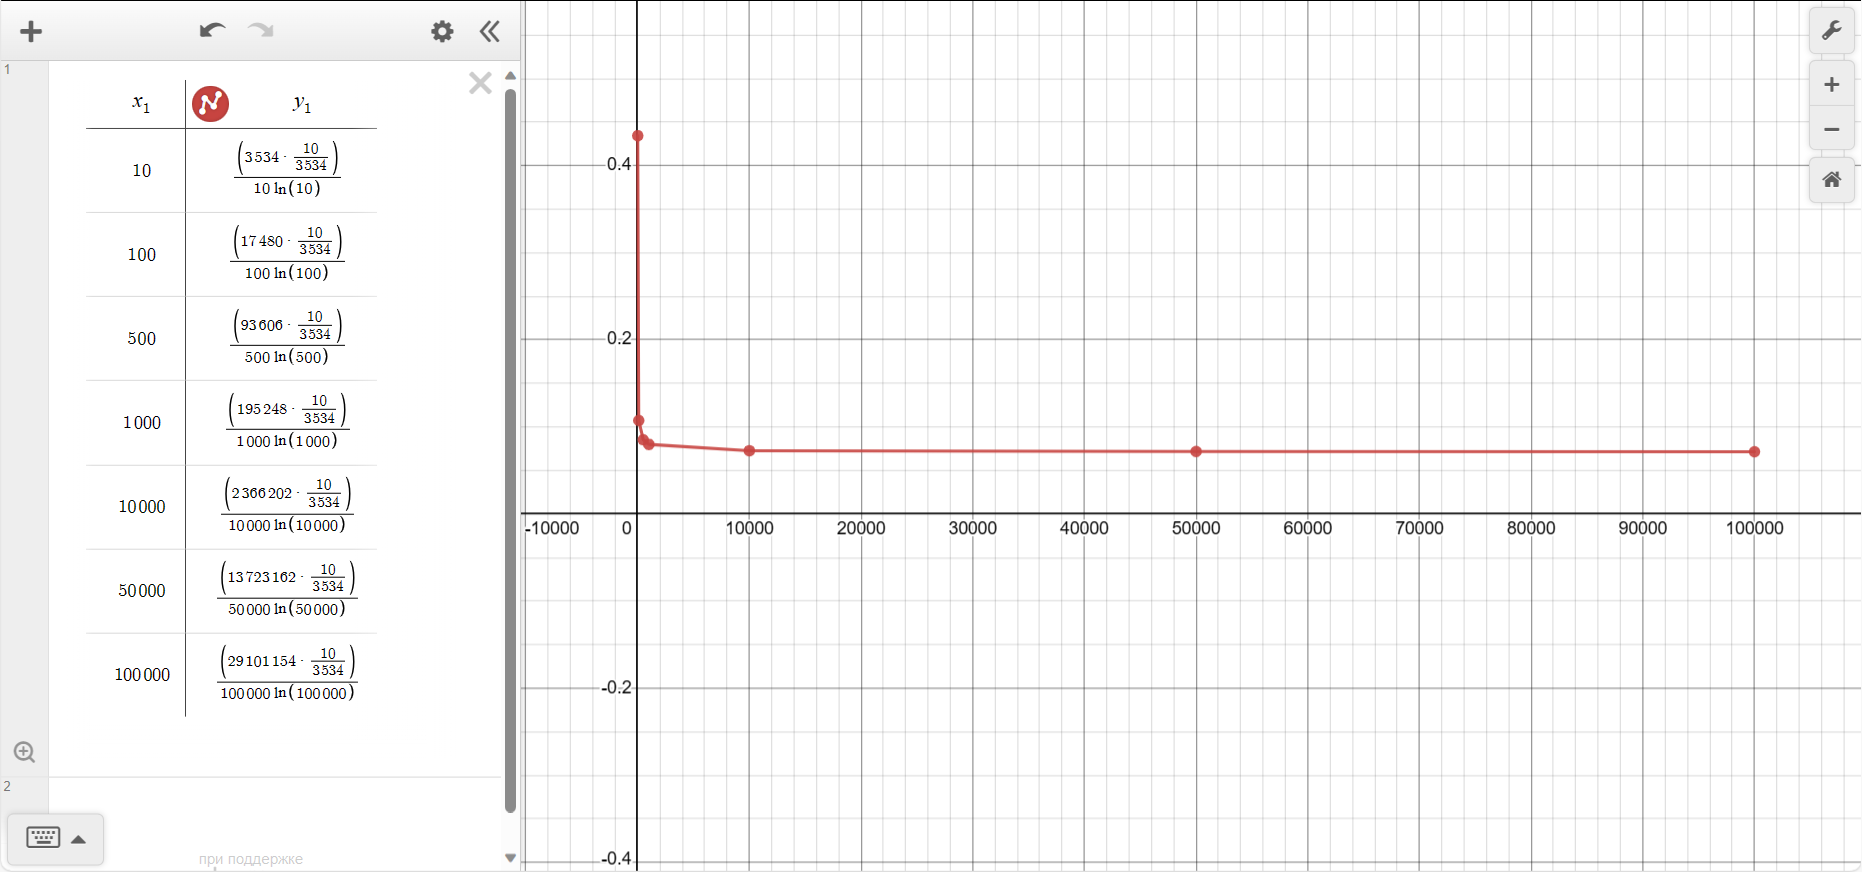 1
x₁ y₁
10 (3534 · 10/3534) / 10 ln(10)
100 (17480 · 10/3534) / 100 ln(100)
500 (93606 · 10/3534) / 500 ln(500)
1000 (195248 · 10/3534) / 1000 ln(1000)
10000 (2366202 · 10/3534) / 10000 ln(10000)
50000 (13723162 · 10/3534) / 50000 ln(50000)
100000 (29101154 · 10/3534) / 100000 ln(100000)
2
при поддержке
0.4
0.2
-10000 0 10000 20000 30000 40000 50000 60000 70000 80000 90000 100000
-0.2
-0.4